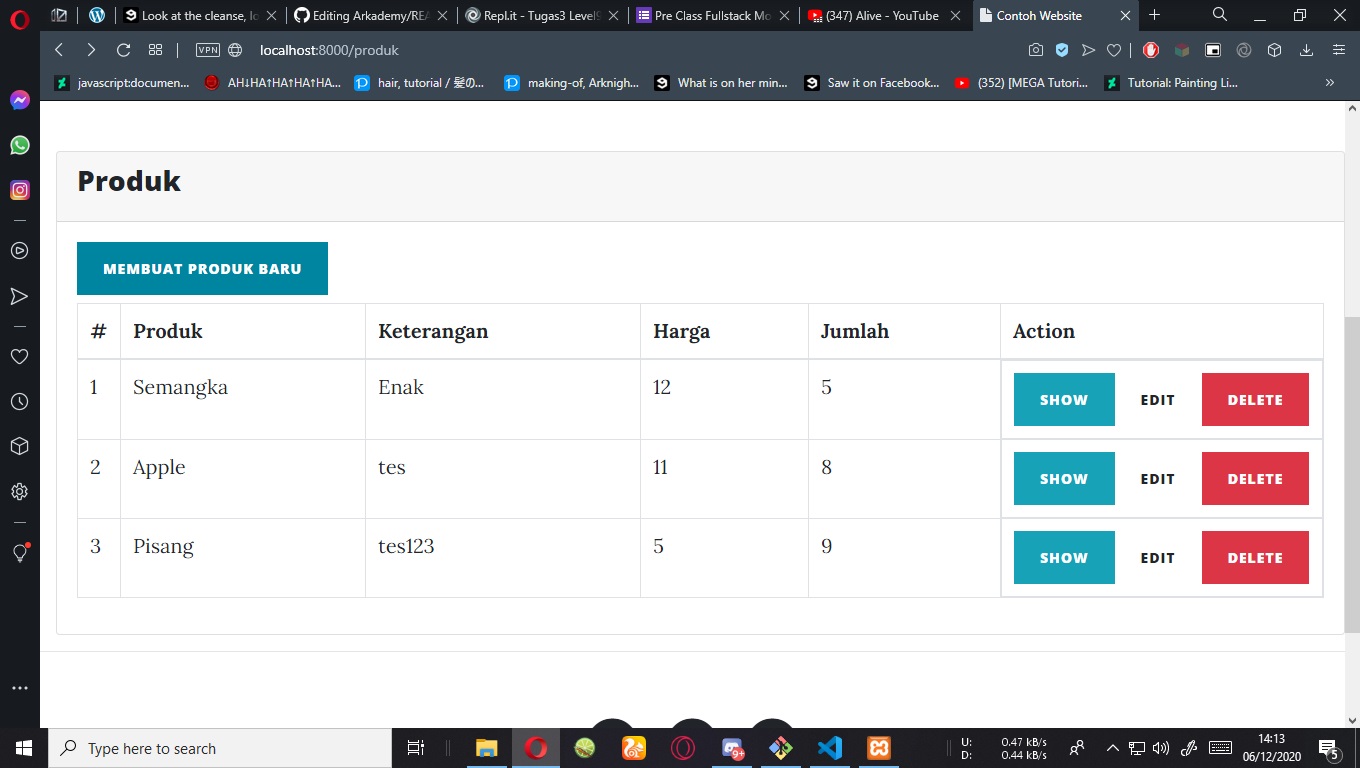 Look at the cleanse, lo
Editing Arkademy/REA
Repl.it - Tugas3 LevelS
Pre Class Fullstack Mo
(347) Alive - YouTube
Contoh Website
VPN
localhost:8000/produk
javascript:documen...
AH↓HA↑HA↑HA↑HA...
hair, tutorial / 髪の...
making-of, Arknigh...
What is on her min...
Saw it on Facebook...
(352) [MEGA Tutori...
Tutorial: Painting Li...
»
Produk
MEMBUAT PRODUK BARU
# Produk Keterangan Harga Jumlah Action
1 Semangka Enak 12 5 SHOW EDIT DELETE
2 Apple tes 11 8 SHOW EDIT DELETE
3 Pisang tes123 5 9 SHOW EDIT DELETE
Type here to search
9+
U: 0.47 kB/s
D: 0.44 kB/s
14:13
06/12/2020
5